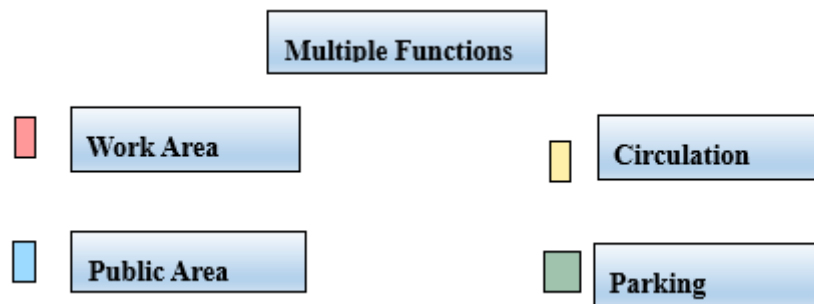 Multiple Functions
Work Area
Circulation
Public Area
Parking